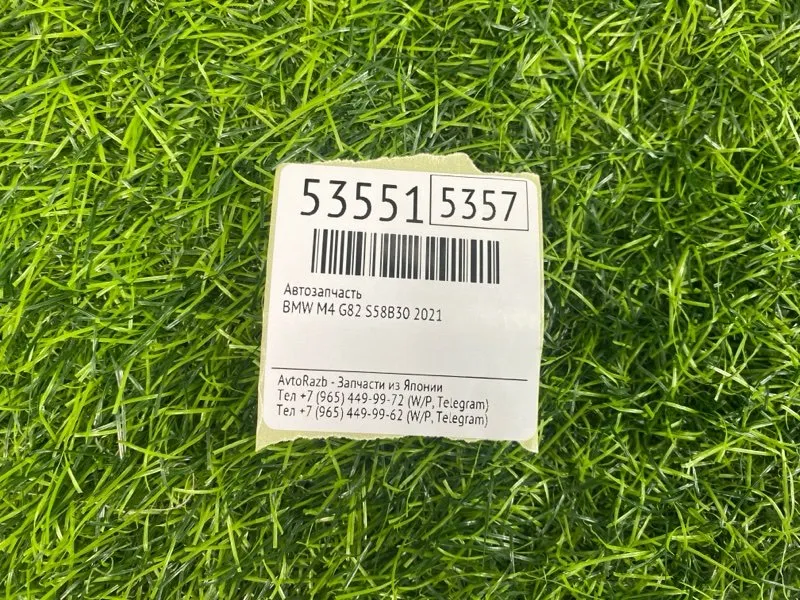 53551 5357
Автозапчасть
BMW M4 G82 S58B30 2021
AvtoRazb - Запчасти из Японии
Тел +7 (965) 449-99-72 (W/P, Telegram)
Тел +7 (965) 449-99-62 (W/P, Telegram)